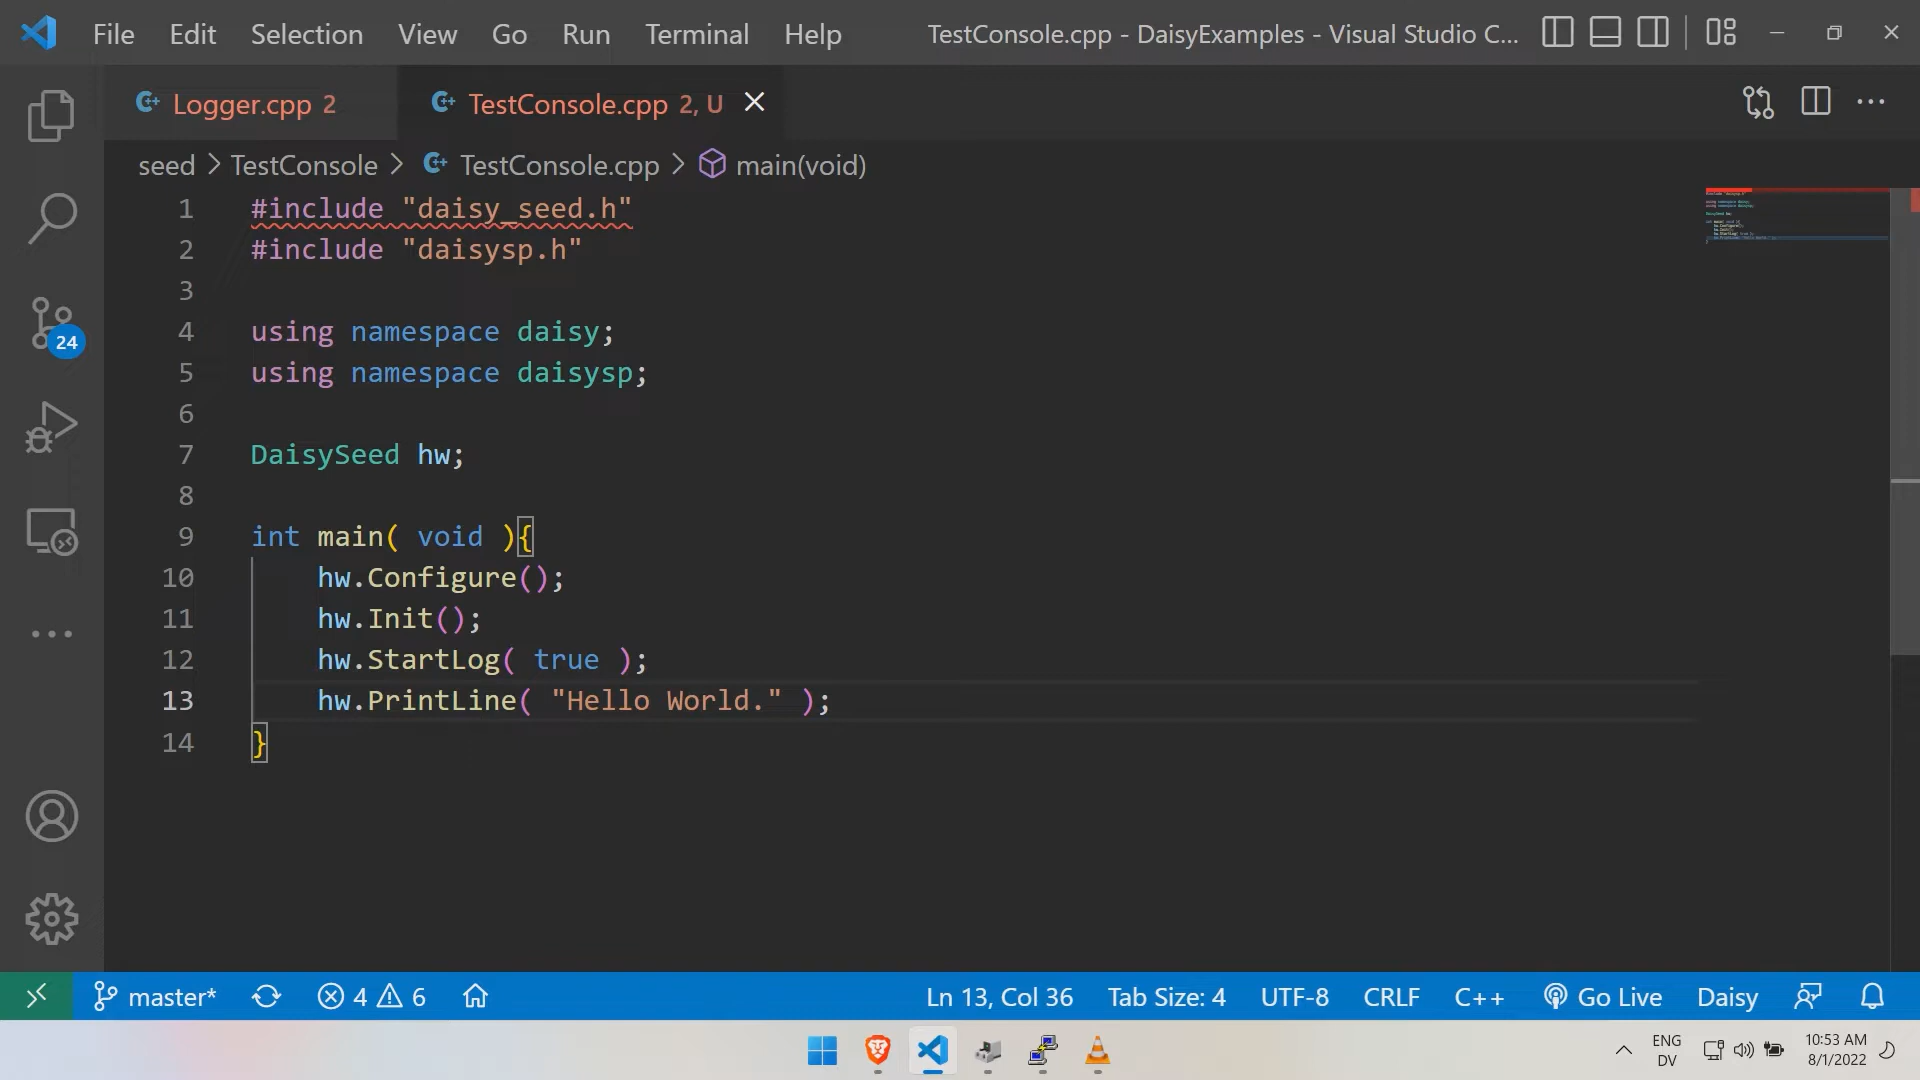 File Edit Selection View Go Run Terminal Help TestConsole.cpp - DaisyExamples - Visual Studio C...
Logger.cpp 2 TestConsole.cpp 2, U
seed > TestConsole > TestConsole.cpp > main(void)
1 #include "daisy_seed.h"
2 #include "daisysp.h"
3
4 using namespace daisy;
5 using namespace daisysp;
6
7 DaisySeed hw;
8
9 int main( void ){
10 hw.Configure();
11 hw.Init();
12 hw.StartLog( true );
13 hw.PrintLine( "Hello World." );
14 }
24
master* 4 6 Ln 13, Col 36 Tab Size: 4 UTF-8 CRLF C++ Go Live Daisy
ENG 10:53 AM
DV 8/1/2022